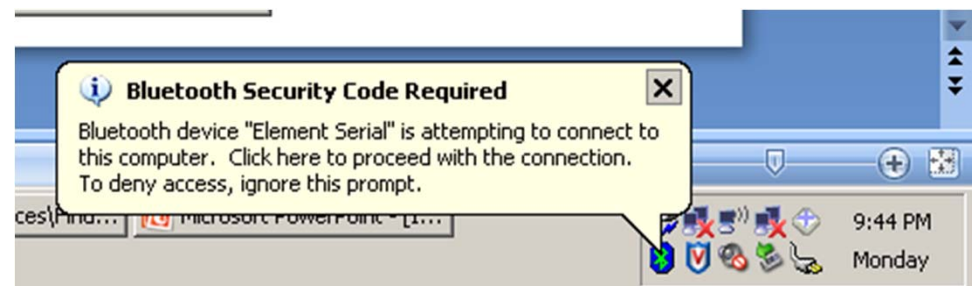 Bluetooth Security Code Required
Bluetooth device "Element Serial" is attempting to connect to
this computer. Click here to proceed with the connection.
To deny access, ignore this prompt.
9:44 PM
Microsoft PowerPoint - [
Monday